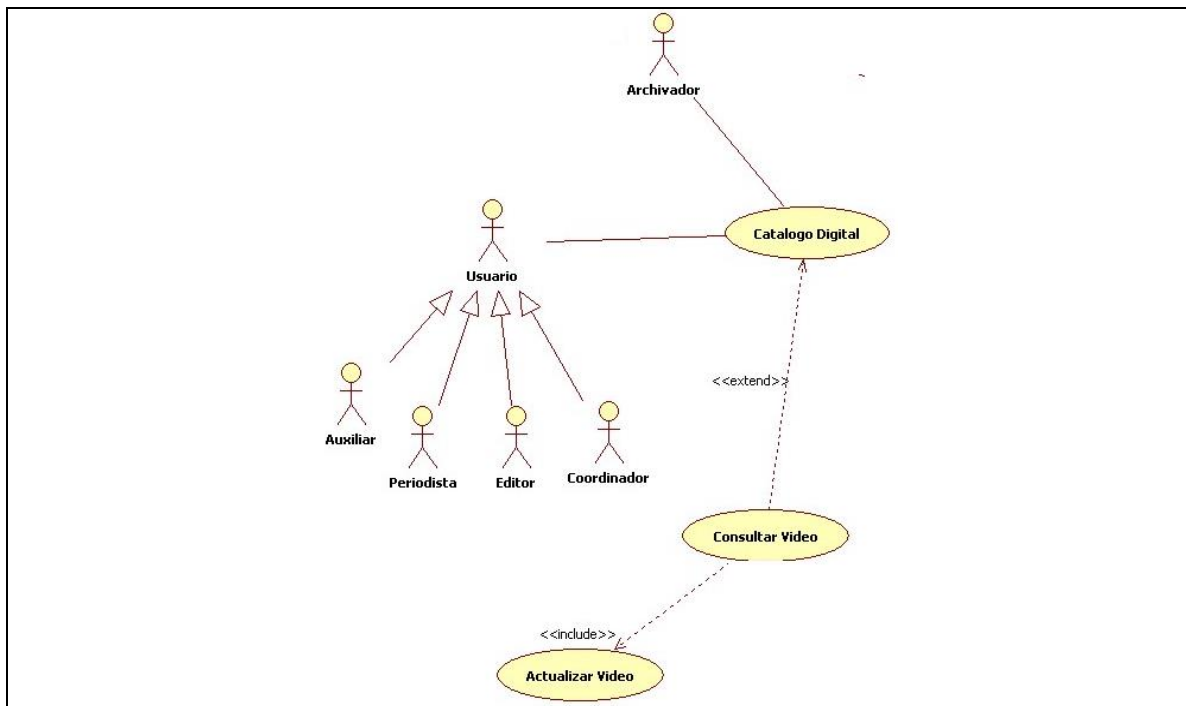 Archivador
Catalogo Digital
Usuario
<<extend>>
Auxiliar
Periodista
Editor
Coordinador
Consultar Video
<<include>>
Actualizar Video